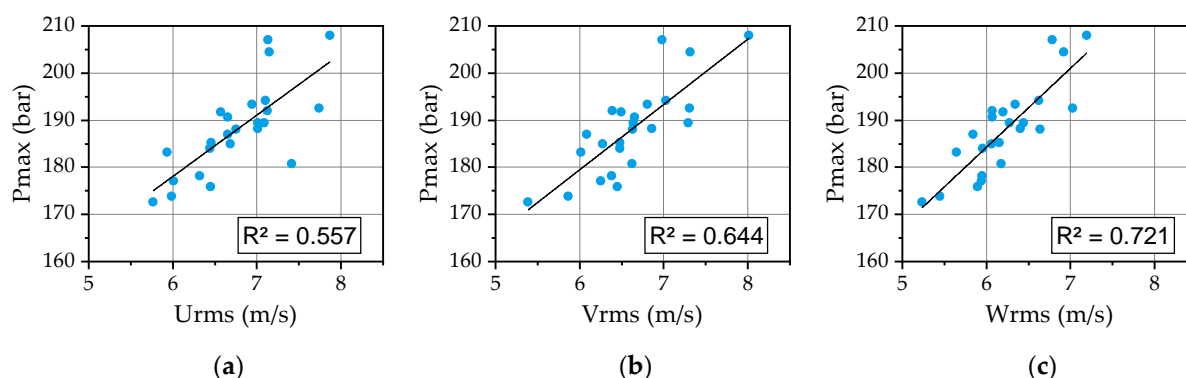 210
200
190
180
170
160
Pmax (bar)
R² = 0.557
5 6 7 8
Urms (m/s)
(a)
210
200
190
180
170
160
Pmax (bar)
R² = 0.644
5 6 7 8
Vrms (m/s)
(b)
210
200
190
180
170
160
Pmax (bar)
R² = 0.721
5 6 7 8
Wrms (m/s)
(c)